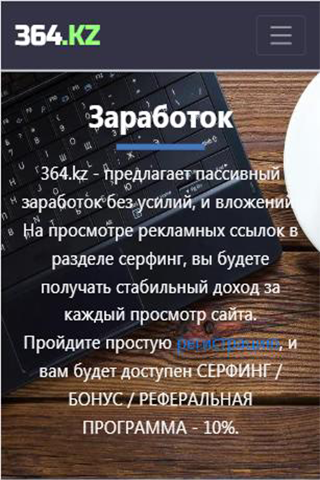 364.KZ
Заработок
364.kz - предлагает пассивный
заработок без усилий, и вложений.
На просмотре рекламных ссылок в
разделе серфинг, вы будете
получать стабильный доход за
каждый просмотр сайта.
Пройдите простую регистрацию, и
вам будет доступен СЕРФИНГ /
БОНУС / РЕФЕРАЛЬНАЯ
ПРОГРАММА - 10%.